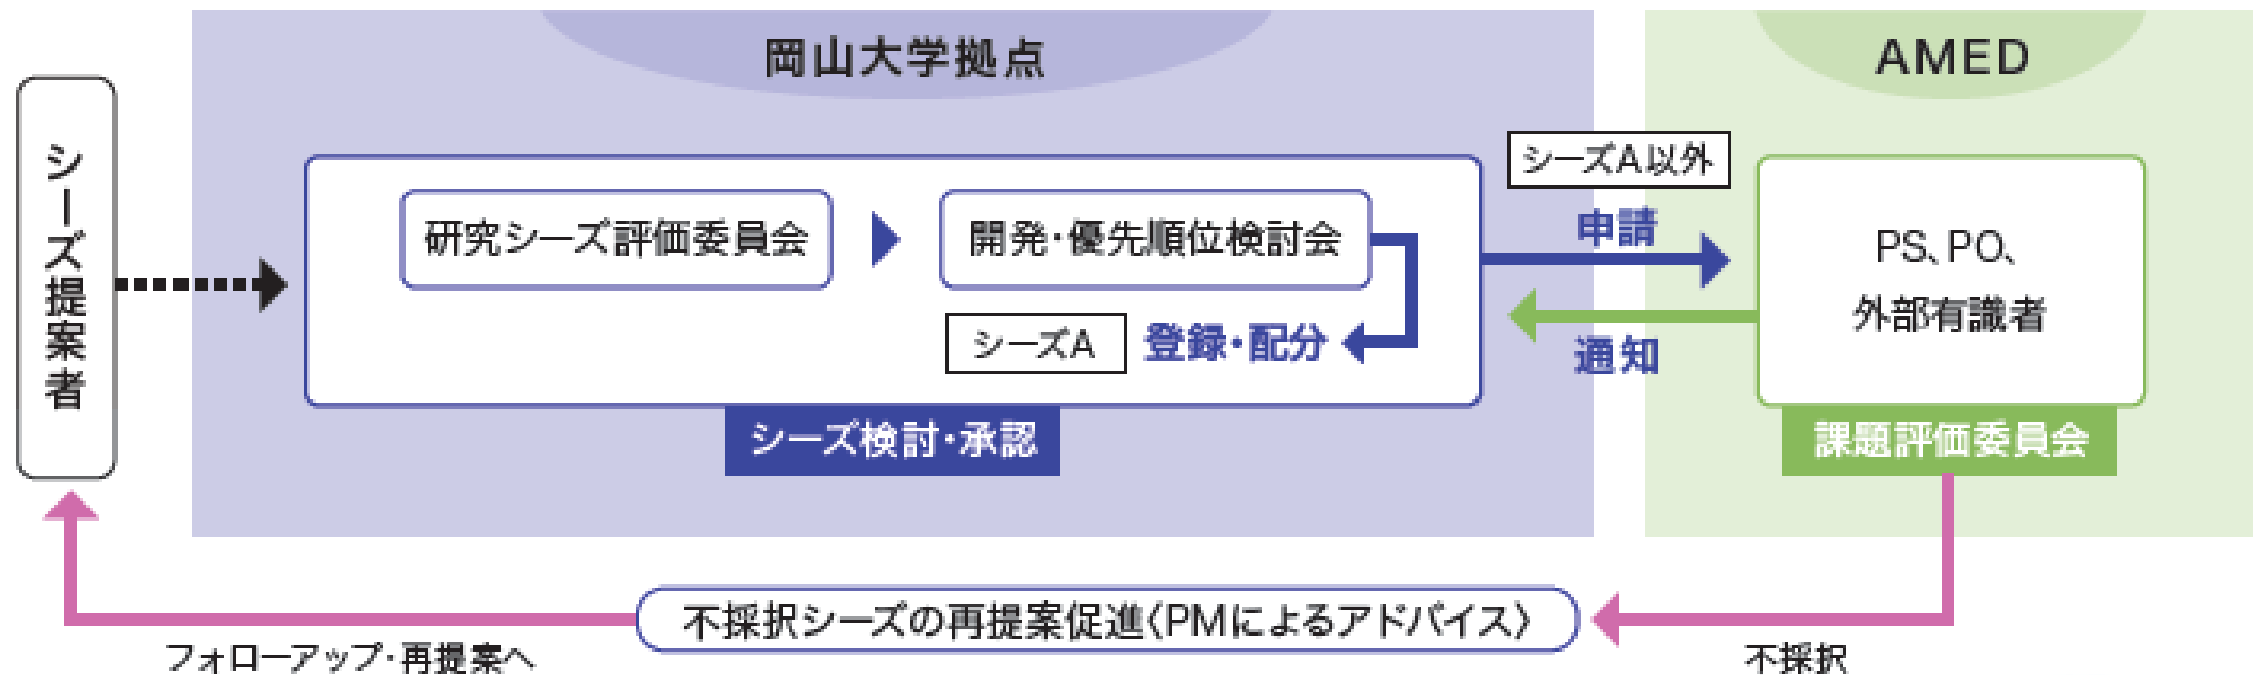 岡山大学拠点
AMED
シーズ提案者
研究シーズ評価委員会
開発・優先順位検討会
シーズA
登録・配分
シーズ検討・承認
シーズA以外
申請
通知
PS、PO、
外部有識者
課題評価委員会
不採択シーズの再提案促進〈PMによるアドバイス〉
フォローアップ・再提案へ
不採択